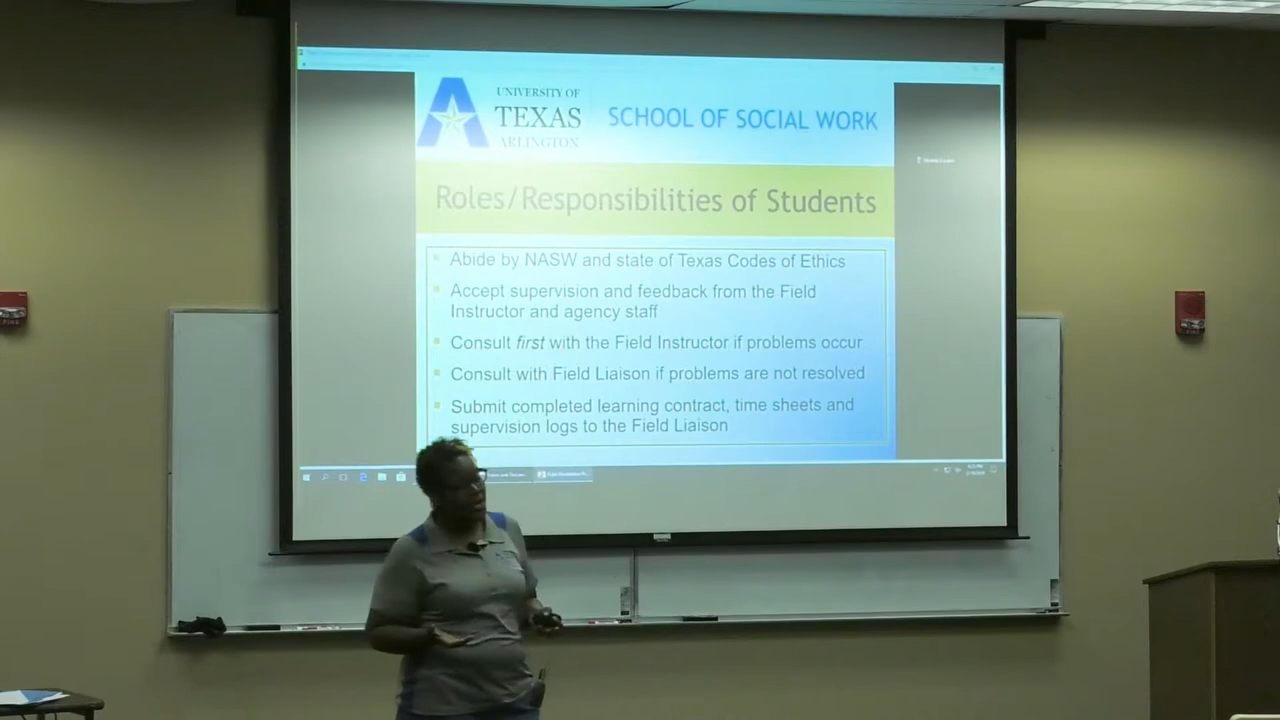 UNIVERSITY OF
TEXAS
ARLINGTON
SCHOOL OF SOCIAL WORK
Roles/Responsibilities of Students
Abide by NASW and state of Texas Codes of Ethics
Accept supervision and feedback from the Field
Instructor and agency staff
Consult first with the Field Instructor if problems occur
Consult with Field Liaison if problems are not resolved
Submit completed learning contract, time sheets and
supervision logs to the Field Liaison
FIRE